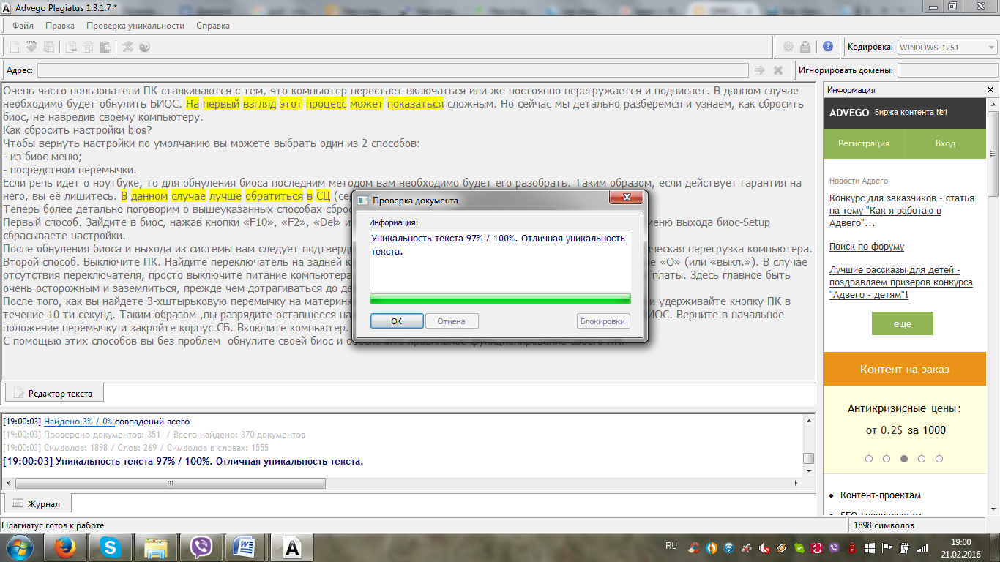 Advego Plagiatus 1.3.1.7 *
Файл Правка Проверка уникальности Справка
HTML
Кодировка: WINDOWS-1251
Адрес:
Игнорировать домены:
Очень часто пользователи ПК сталкиваются с тем, что компьютер перестает включаться или же постоянно перегружается и подвисает. В данном случае
необходимо будет обнулить БИОС. На первый взгляд этот процесс может показаться сложным. Но сейчас мы детально разберемся и узнаем, как сбросить
биос, не навредив своему компьютеру.
Как сбросить настройки bios?
Чтобы вернуть настройки по умолчанию вы можете выбрать один из 2 способов:
- из биос меню;
- посредством перемычки.
Если речь идет о ноутбуке, то для обнуления биоса последним методом вам необходимо будет его разобрать. Таким образом, если действует гарантия на
него, вы её лишитесь. В данном случае лучше обратиться в СЦ
Теперь более детально поговорим о вышеуказанных способах
Первый способ. Зайдите в биос, нажав кнопки «F10», «F2», «Del» меню выхода биос-Setup
сбрасываете настройки.
После обнуления биоса и выхода из системы вам следует перегрузка компьютера.
Второй способ. Выключите ПК. Найдите переключатель на задней «О» (или «выкл.»). В случае
отсутствия переключателя, просто выключите питание компьютера платы. Здесь главное быть
очень осторожным и заземлиться, прежде чем дотрагиваться до
После того, как вы найдете 3-хштырьковую перемычку на и удерживайте кнопку ПК в
течение 10-ти секунд. Таким образом ,вы разрядите оставшееся Верните в начальное
положение перемычку и закройте корпус СБ. Включите компьютер.
С помощью этих способов вы без проблем обнулите своей биос и
Проверка документа
Информация:
Уникальность текста 97% / 100%. Отличная уникальность
текста.
OK Отмена Блокировки
Редактор текста
[19:00:03] Найдено 3% / 0% совпадений всего
[19:00:03] Проверено документов: 351 / Всего найдено: 370 документов
[19:00:03] Символов: 1898 / Слов: 269 / Символов в словах: 1555
[19:00:03] Уникальность текста 97% / 100%. Отличная уникальность текста.
Журнал
Информация
ADVEGO Биржа контента №1
Регистрация Вход
Новости Адвего
Конкурс для заказчиков - статья
на тему "Как я работаю в
Адвего"...
Поиск по форуму
Лучшие рассказы для детей -
поздравляем призеров конкурса
"Адвего - детям"!
еще
Контент на заказ
Антикризисные цены:
от 0.2$ за 1000
Контент-проектам
Плагиатус готов к работе
1898 символов
RU
19:00
21.02.2016